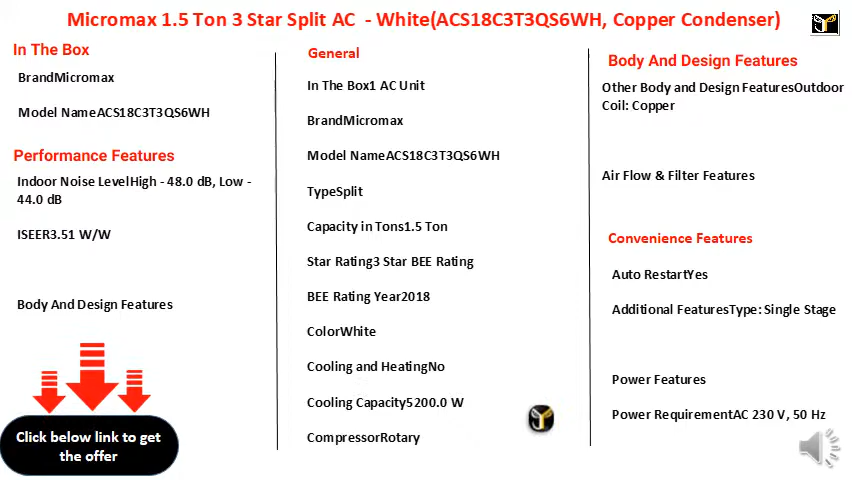 Micromax 1.5 Ton 3 Star Split AC - White(ACS18C3T3QS6WH, Copper Condenser)
In The Box
BrandMicromax
Model NameACS18C3T3QS6WH
Performance Features
Indoor Noise LevelHigh - 48.0 dB, Low -
44.0 dB
ISEER3.51 W/W
Body And Design Features
Click below link to get
the offer
General
In The Box1 AC Unit
BrandMicromax
Model NameACS18C3T3QS6WH
TypeSplit
Capacity in Tons1.5 Ton
Star Rating3 Star BEE Rating
BEE Rating Year2018
ColorWhite
Cooling and HeatingNo
Cooling Capacity5200.0 W
CompressorRotary
Body And Design Features
Other Body and Design FeaturesOutdoor
Coil: Copper
Air Flow & Filter Features
Convenience Features
Auto RestartYes
Additional FeaturesType: Single Stage
Power Features
Power RequirementAC 230 V, 50 Hz